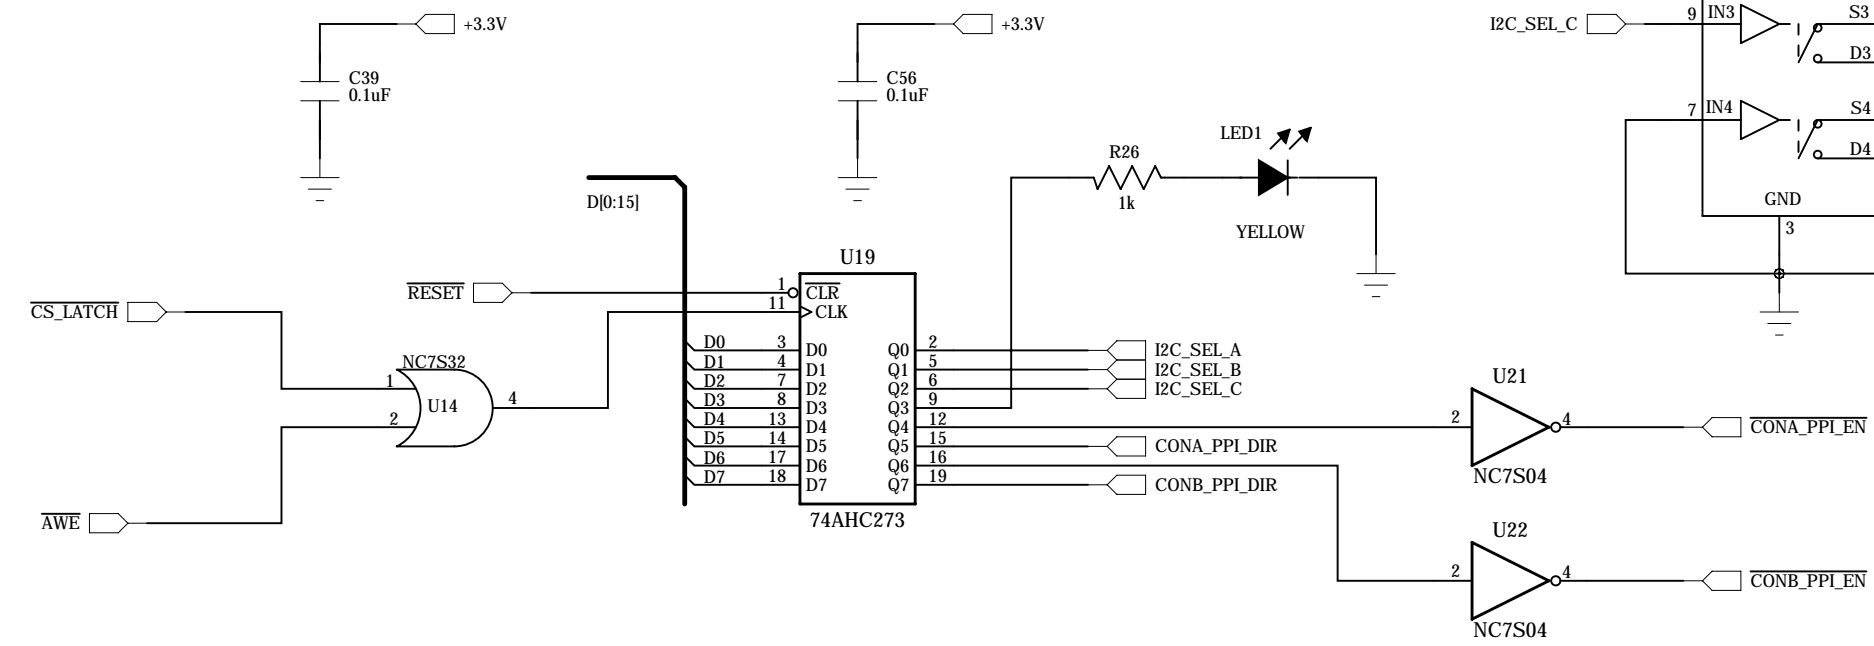 +3.3V
+3.3V
I2C_SEL_C
9
IN3
S3
D3
C39
0.1uF
C56
0.1uF
7
IN4
S4
D4
LED1
R26
1k
YELLOW
D[0:15]
GND
3
U19
RESET
1
CLR
CS_LATCH
11
CLK
D0 3 D0 Q0 2 I2C_SEL_A
D1 4 D1 Q1 5 I2C_SEL_B
D2 7 D2 Q2 6 I2C_SEL_C
D3 8 D3 Q3 9
D4 13 D4 Q4 12
D5 14 D5 Q5 15 CONA_PPI_DIR
D6 17 D6 Q6 16
D7 18 D7 Q7 19 CONB_PPI_DIR
74AHC273
NC7S32
1
U14
4
2
AWE
U21
2
4
CONA_PPI_EN
NC7S04
U22
2
4
CONB_PPI_EN
NC7S04